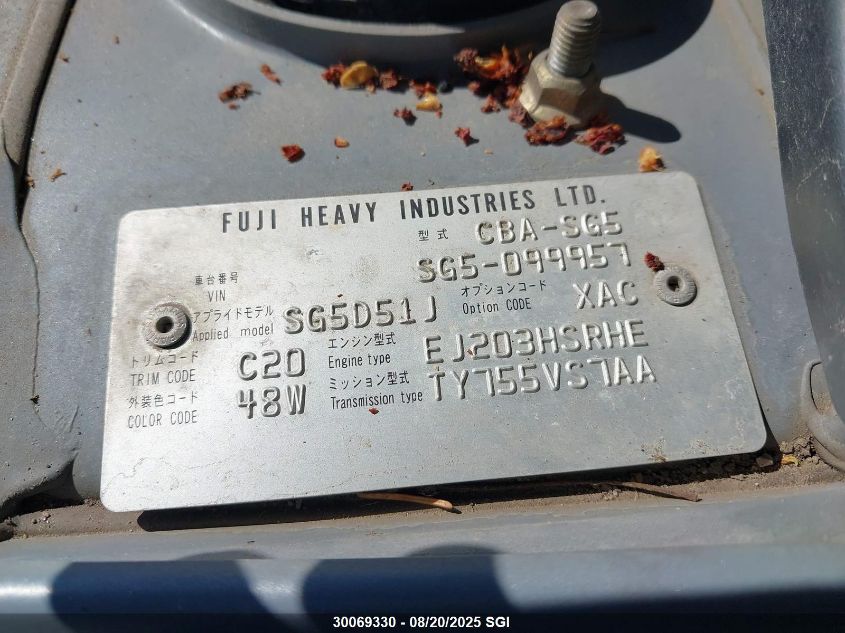 FUJI HEAVY INDUSTRIES LTD.
型式 CBA-SG5
車台番号 SG5-099957
VIN
アプライドモデル オプションコード
Applied model SG5D51J Option CODE XAC
トリムコード エンジン型式
TRIM CODE C20 Engine type EJ203HSRHE
外装色コード ミッション型式
COLOR CODE 48W Transmission type TY755VS7AA
30069330 - 08/20/2025 SGI